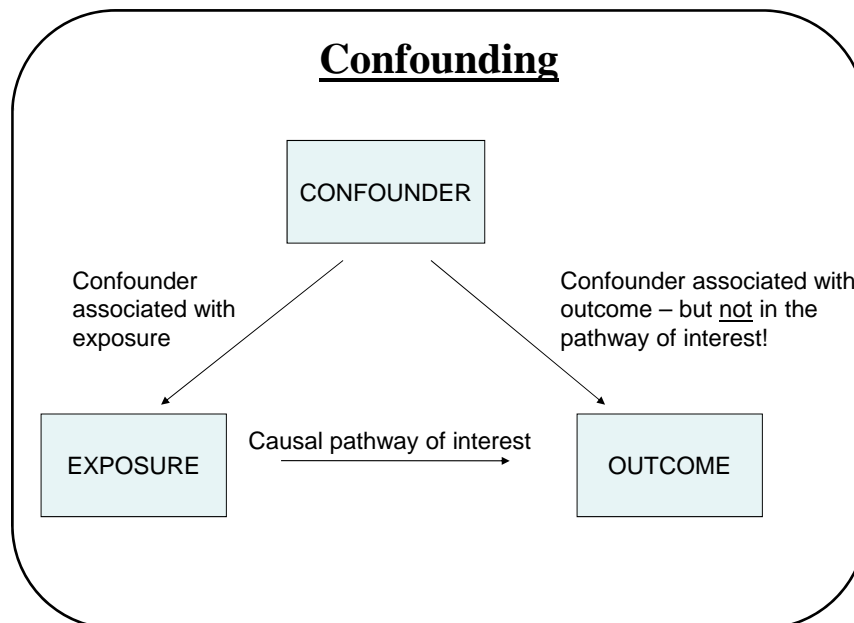 Confounding
CONFOUNDER
Confounder
associated with
exposure
Confounder associated with
outcome – but not in the
pathway of interest!
EXPOSURE
Causal pathway of interest
OUTCOME